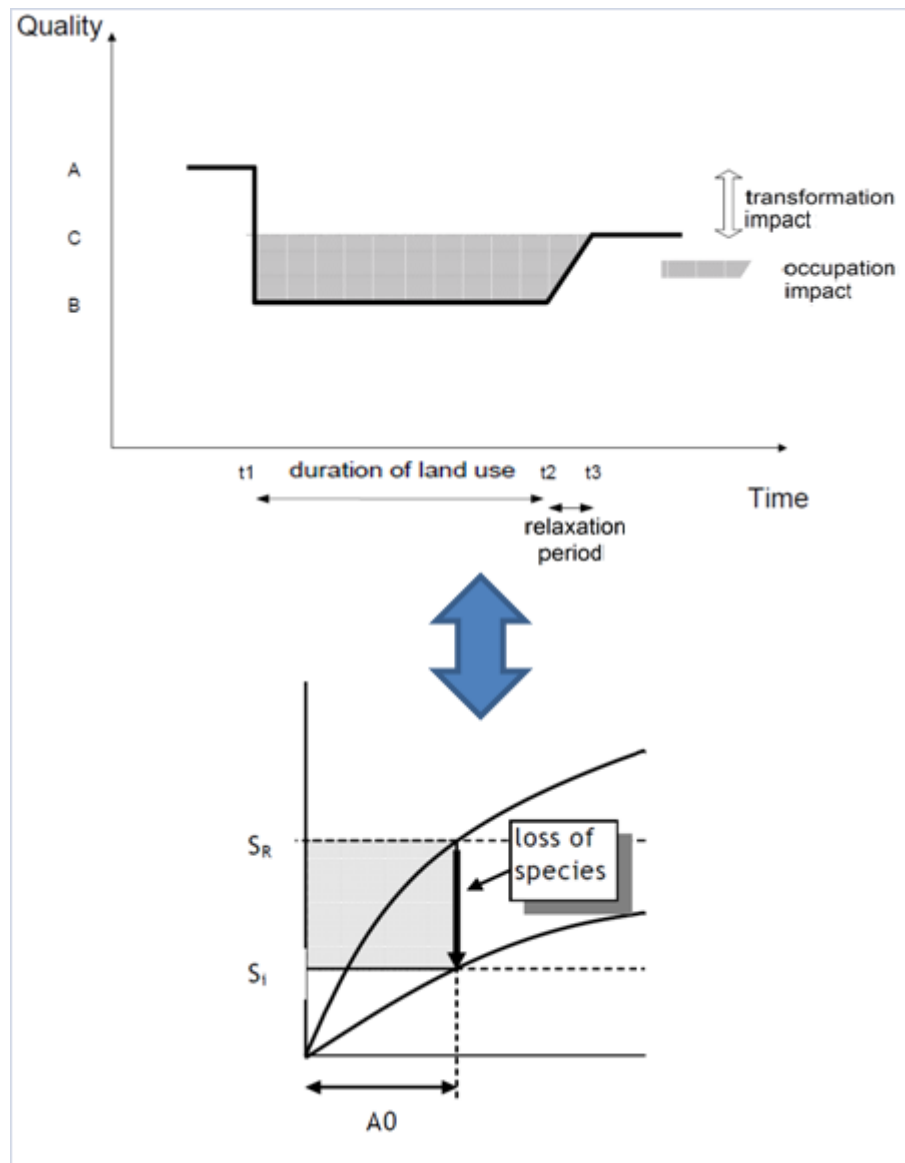 Quality
A
transformation
impact
C
occupation
impact
B
t1 duration of land use t2 t3
Time
relaxation
period
loss of
species
SR
Si
A0